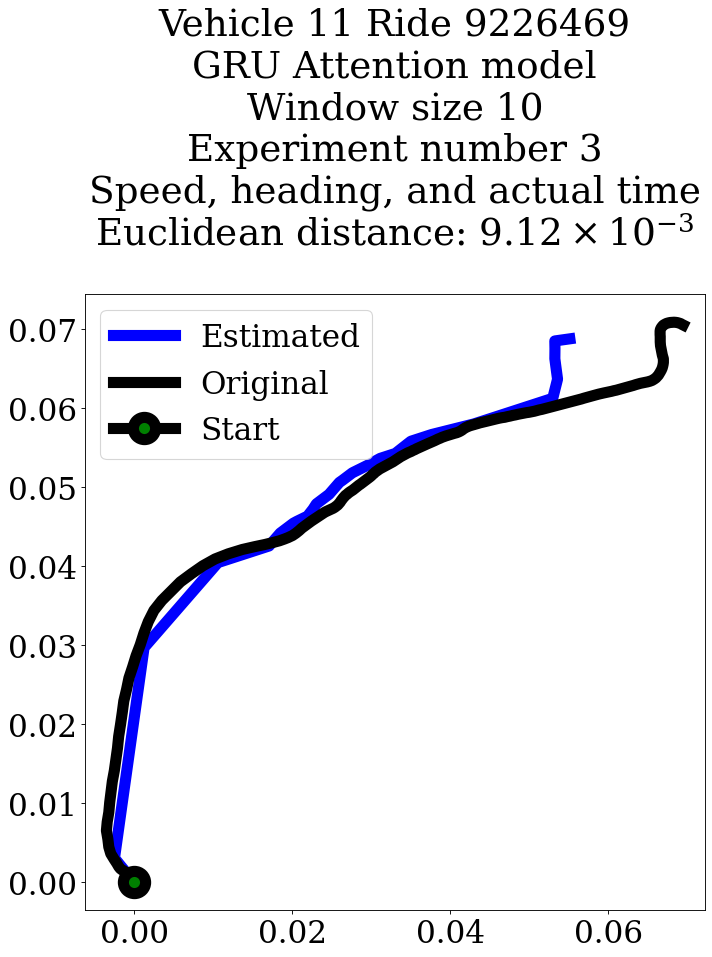 Vehicle 11 Ride 9226469
GRU Attention model
Window size 10
Experiment number 3
Speed, heading, and actual time
Euclidean distance: 9.12 × 10⁻³
Estimated
Original
Start
0.07
0.06
0.05
0.04
0.03
0.02
0.01
0.00
0.00 0.02 0.04 0.06